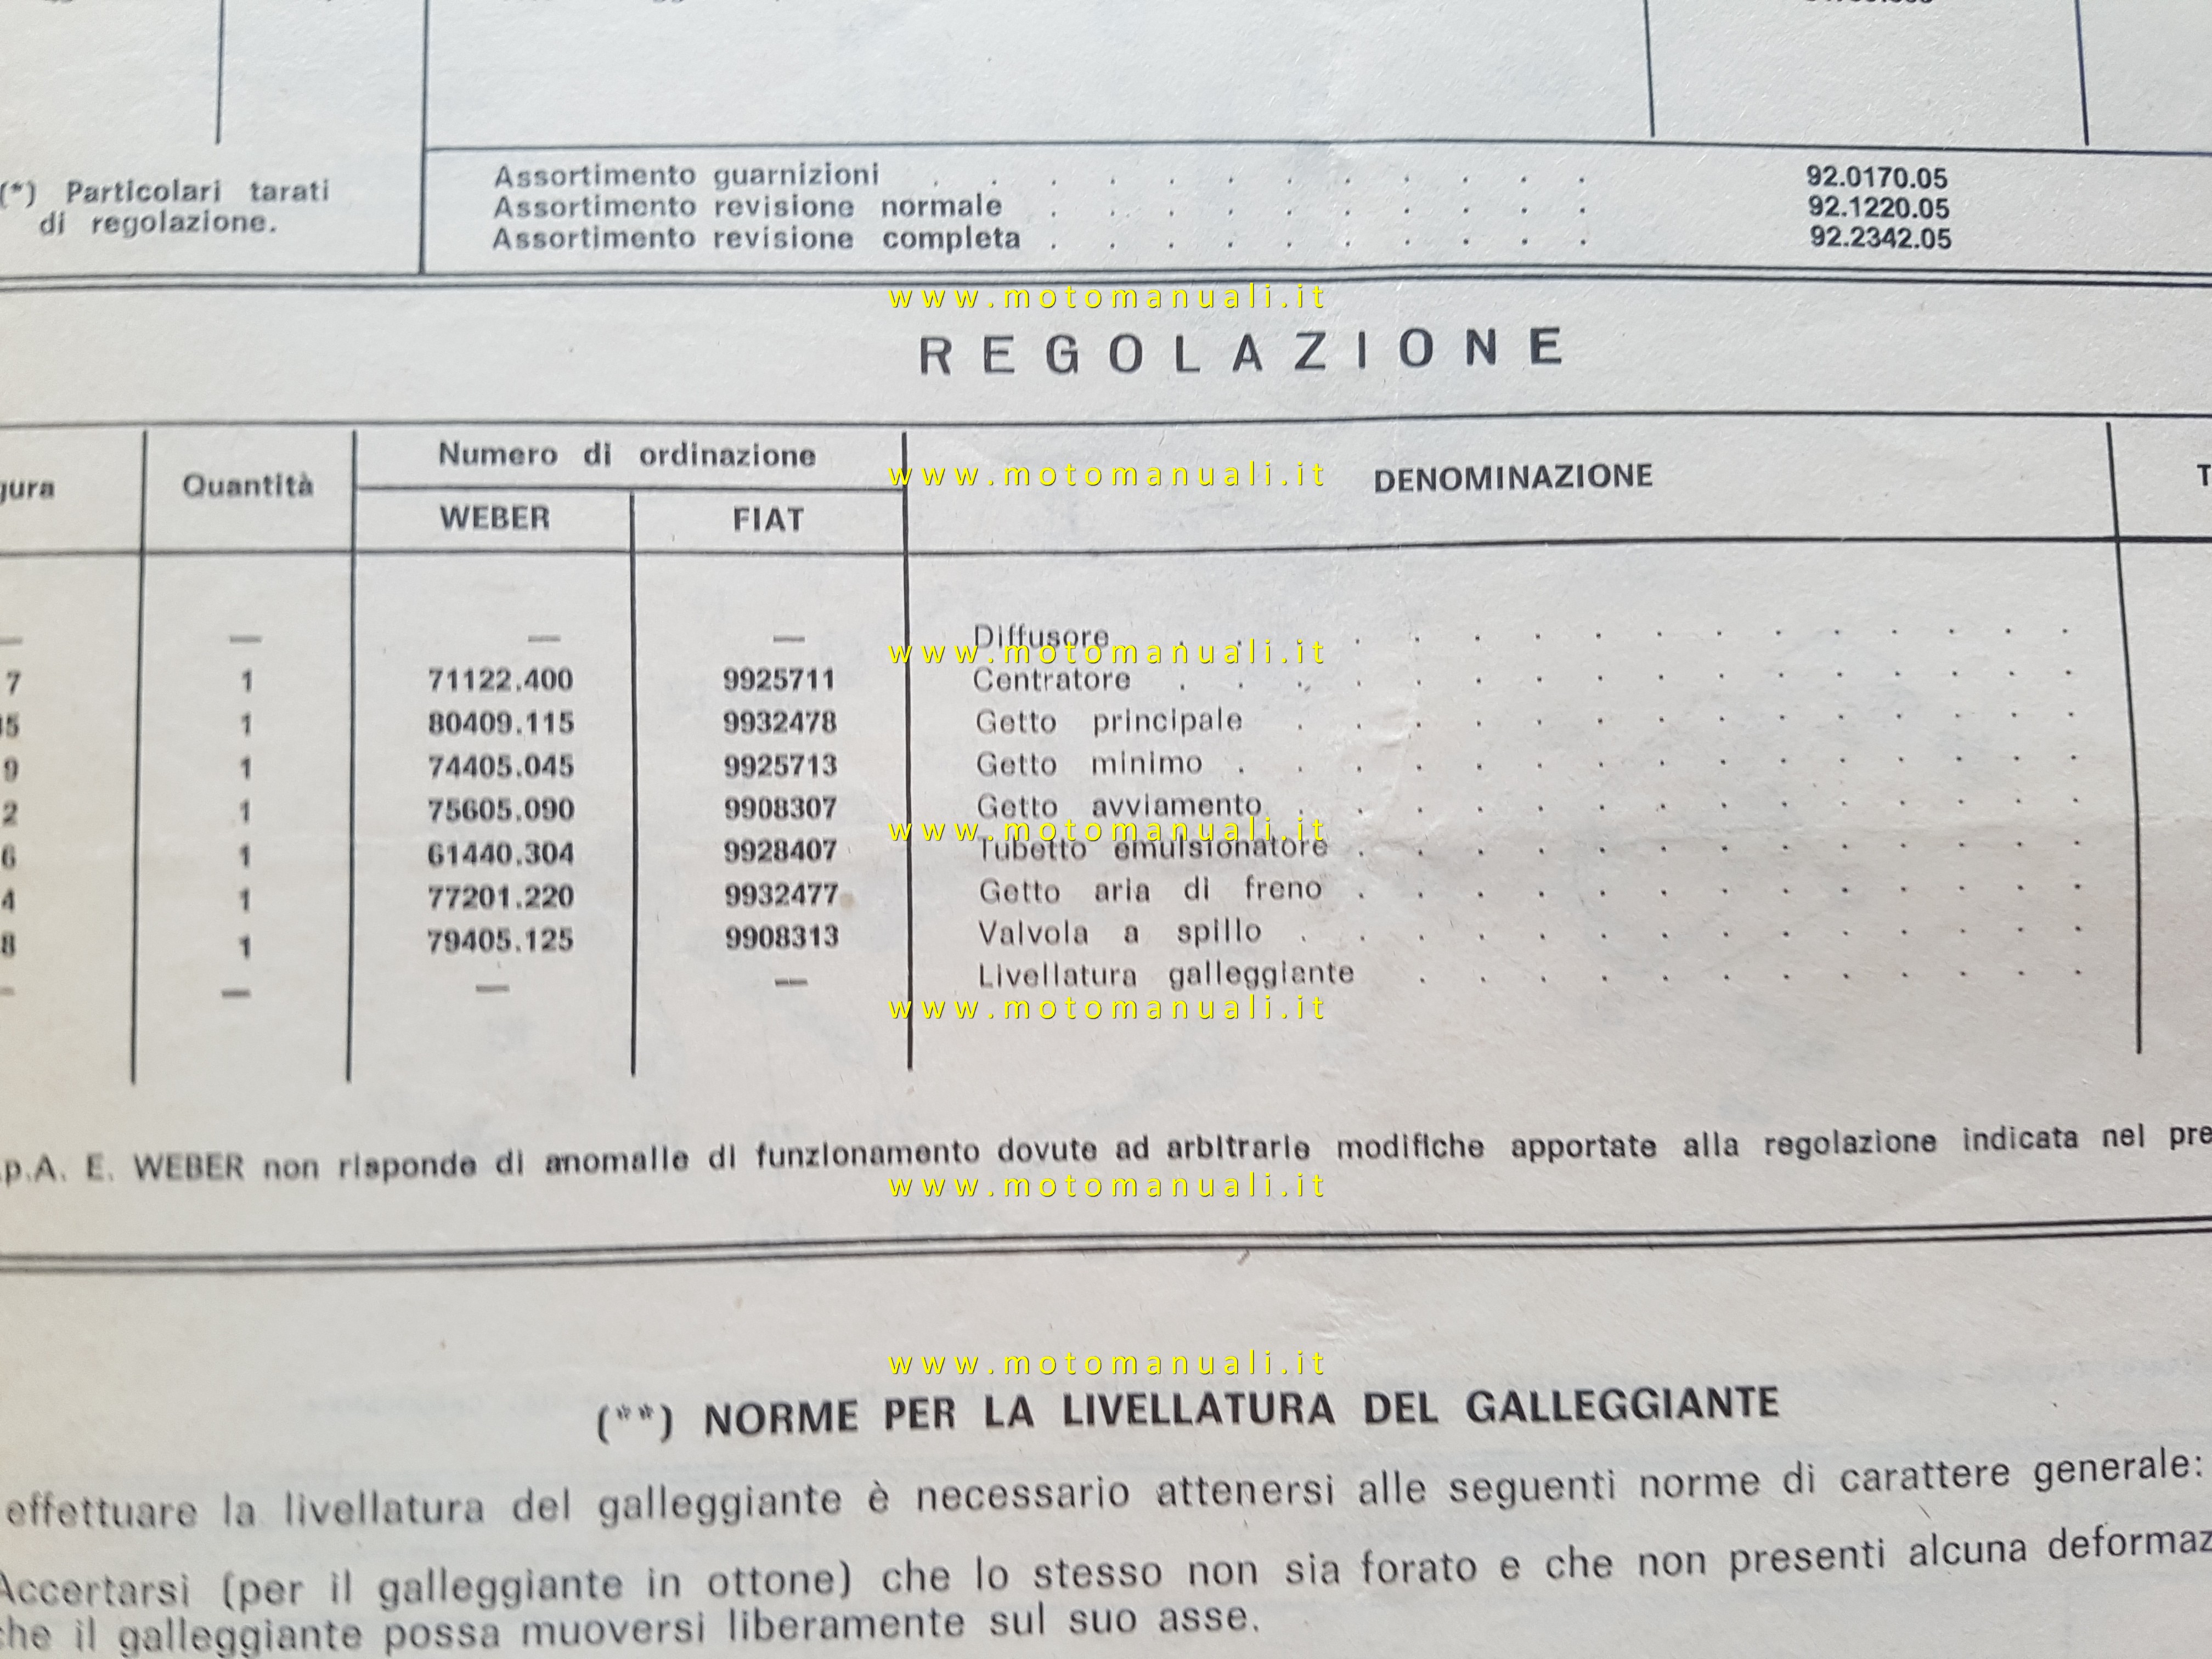 Assortimento guarnizioni . . . . . . . . . . . . 92.0170.05
(*) Particolari tarati
di regolazione.
Assortimento revisione normale . . . . . . . . . . 92.1220.05
Assortimento revisione completa . . . . . . . . . . 92.2342.05
www.motomanuali.it
REGOLAZIONE
Quantità Numero di ordinazione DENOMINAZIONE
www.motomanuali.it
WEBER FIAT
— — — — Diffusore
www.motomanuali.it
7 1 71122.400 9925711 Centratore
1 80409.115 9932478 Getto principale
9 1 74405.045 9925713 Getto minimo
2 1 75605.090 9908307 Getto avviamento
www.motomanuali.it
6 1 61440.304 9928407 Tubetto emulsionatore
4 1 77201.220 9932477 Getto aria di freno
8 1 79405.125 9908313 Valvola a spillo
— — — — Livellatura galleggiante
www.motomanuali.it
p.A. E. WEBER non risponde di anomalie di funzionamento dovute ad arbitrarie modifiche apportate alla regolazione indicata nel pre
www.motomanuali.it
www.motomanuali.it
(**) NORME PER LA LIVELLATURA DEL GALLEGGIANTE
effettuare la livellatura del galleggiante è necessario attenersi alle seguenti norme di carattere generale:
Accertarsi (per il galleggiante in ottone) che lo stesso non sia forato e che non presenti alcuna deformaz
che il galleggiante possa muoversi liberamente sul suo asse.